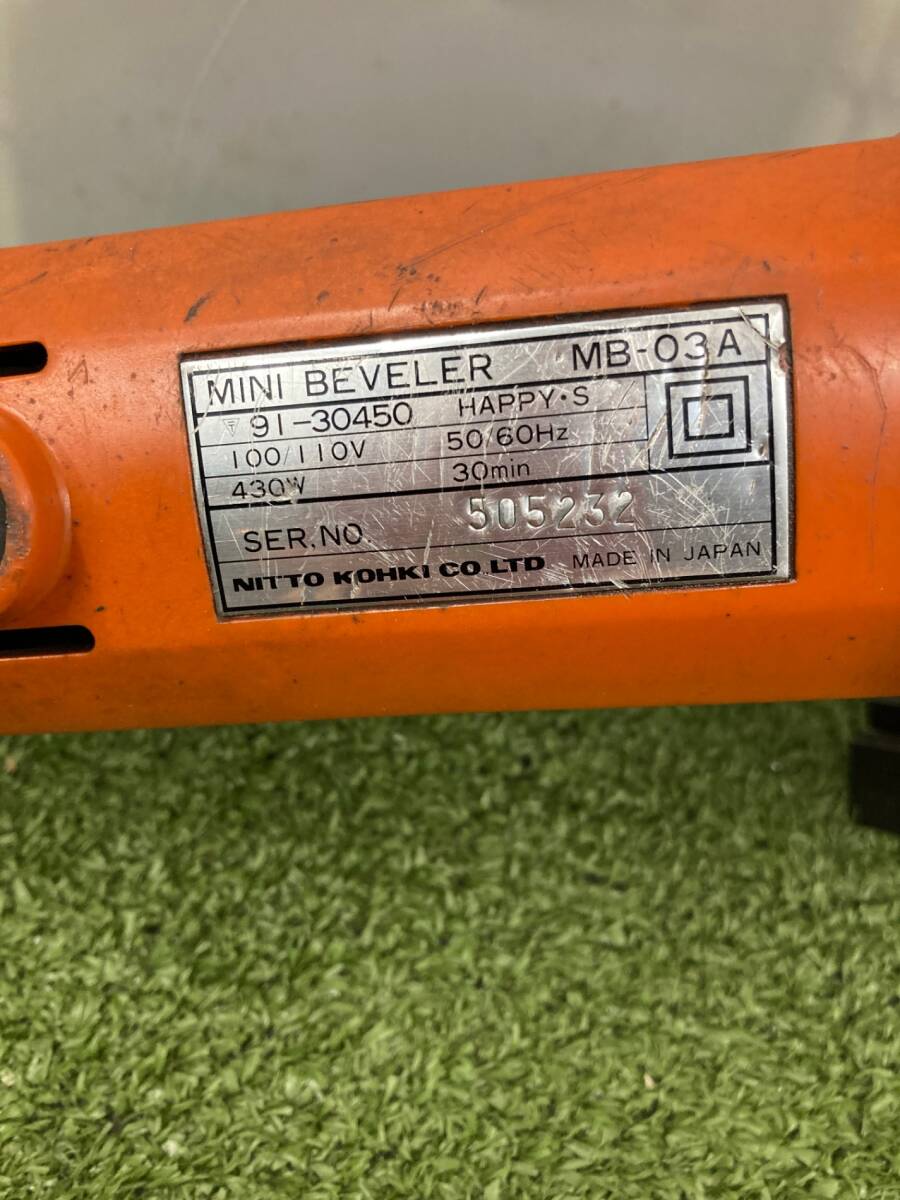 MINI BEVELER MB-03A
91-30450 HAPPY・S
100/110V 50/60Hz
430W 30min
SER.NO. 505232
NITTO KOHKI CO.LTD MADE IN JAPAN